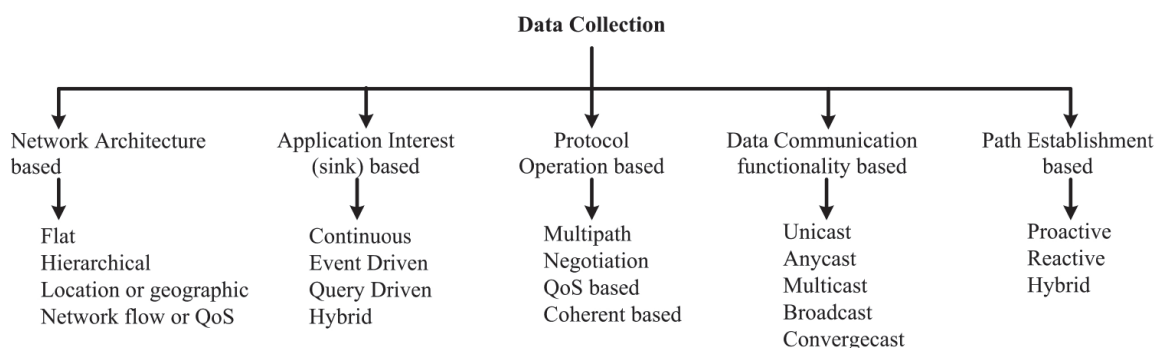 Data Collection
Network Architecture
based
Application Interest
(sink) based
Protocol
Operation based
Data Communication
functionality based
Path Establishment
based
Flat
Hierarchical
Location or geographic
Network flow or QoS
Continuous
Event Driven
Query Driven
Hybrid
Multipath
Negotiation
QoS based
Coherent based
Unicast
Anycast
Multicast
Broadcast
Convergecast
Proactive
Reactive
Hybrid